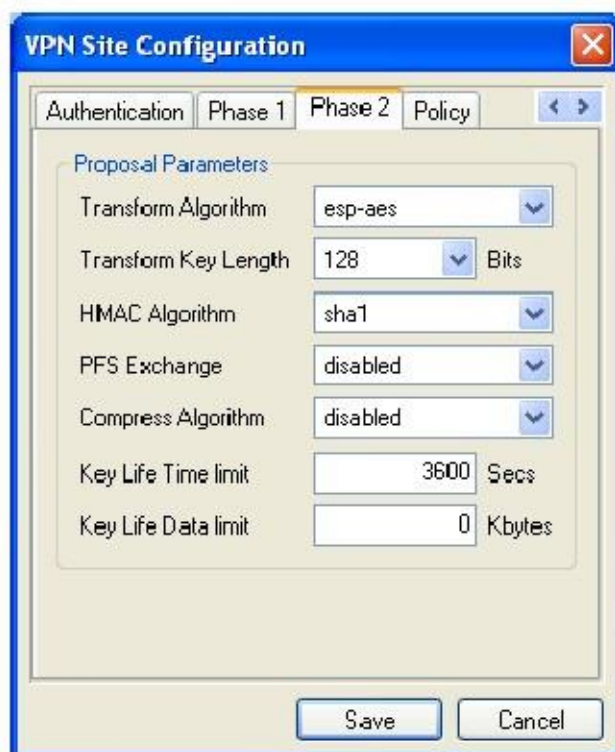 VPN Site Configuration
Authentication Phase 1 Phase 2 Policy
Proposal Parameters
Transform Algorithm esp-aes
Transform Key Length 128 Bits
HMAC Algorithm sha1
PFS Exchange disabled
Compress Algorithm disabled
Key Life Time limit 3600 Secs
Key Life Data limit 0 Kbytes
Save Cancel